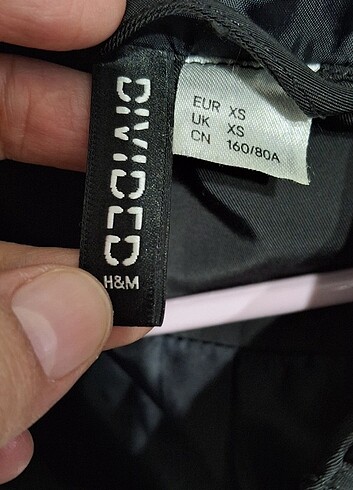 DIVIDED
H&M
EUR XS
UK XS
CN 160/80A